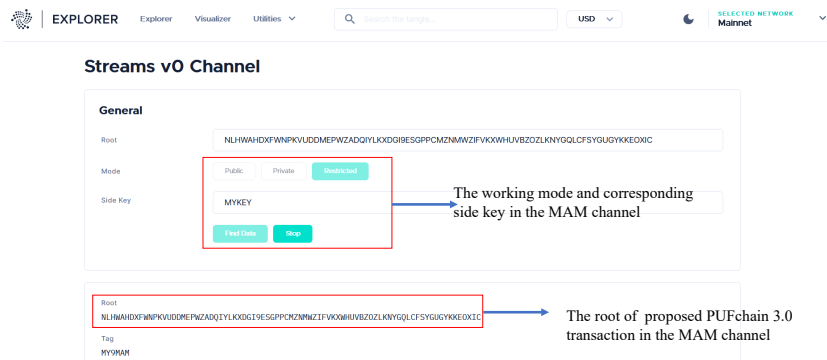 EXPLORER Explorer Visualizer Utilities Search the tangle... USD SELECTED NETWORK
Mainnet
Streams v0 Channel
General
Root NLHWAHDXFWNPKVUDDMEPWZADQIYLKXDGI9ESGPPCMZNMWZIFVKXWHUVBZOZLKNYGQLCFSYGUGYKKEOXIC
Mode Public Private Restricted
The working mode and corresponding
Side Key MYKEY
side key in the MAM channel
Find Data Stop
Root
NLHWAHDXFWNPKVUDDMEPWZADQIYLKXDGI9ESGPPCMZNMWZIFVKXWHUVBZOZLKNYGQLCFSYGUGYKKEOXIC
The root of proposed PUFchain 3.0
transaction in the MAM channel
Tag
MY9MAM